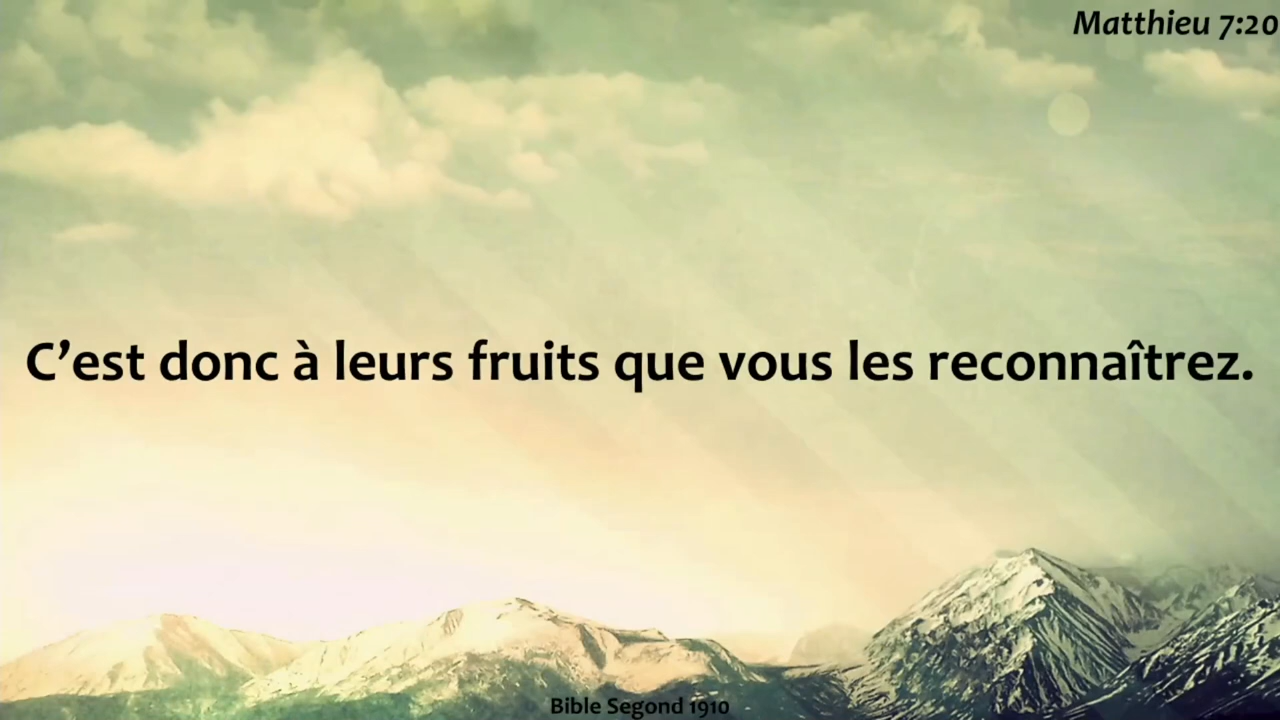 Matthieu 7:20
C’est donc à leurs fruits que vous les reconnaîtrez.
Bible Segond 1910